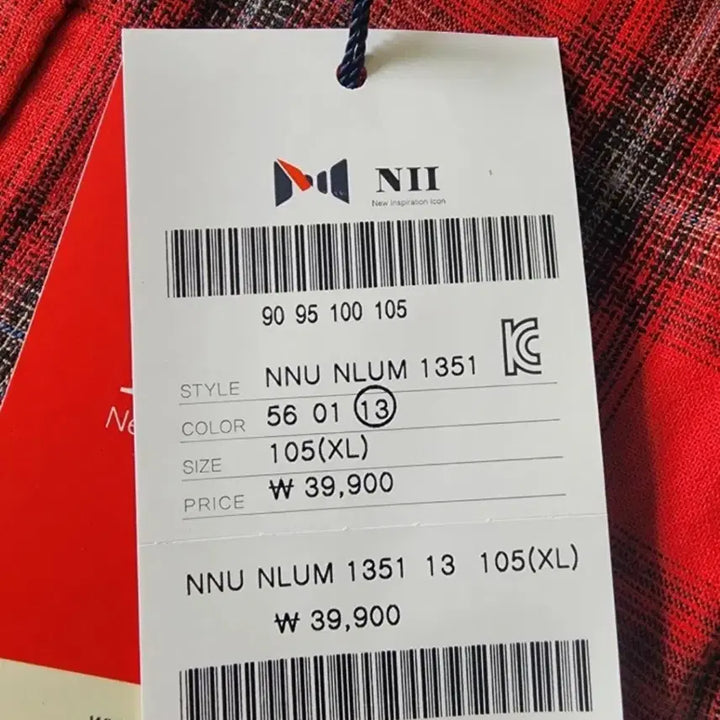 NII
New Inspiration Icon
90 95 100 105
STYLE NNU NLUM 1351
COLOR 56 01 13
SIZE 105(XL)
PRICE ₩ 39,900
NNU NLUM 1351 13 105(XL)
₩ 39,900